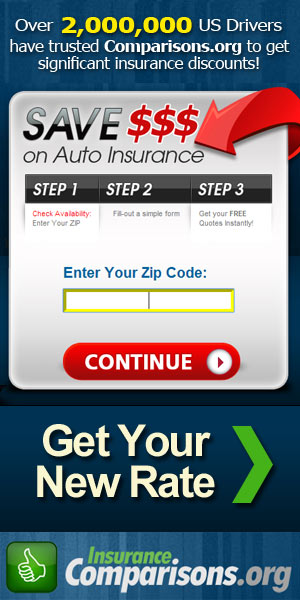 Over 2,000,000 US Drivers
have trusted Comparisons.org to get
significant insurance discounts!
SAVE $$$
on Auto Insurance
STEP 1 STEP 2 STEP 3
Check Availability: Fill-out a simple form Get your FREE
Enter Your ZIP Quotes Instantly!
Enter Your Zip Code:
CONTINUE
Get Your
New Rate
Insurance
Comparisons.org